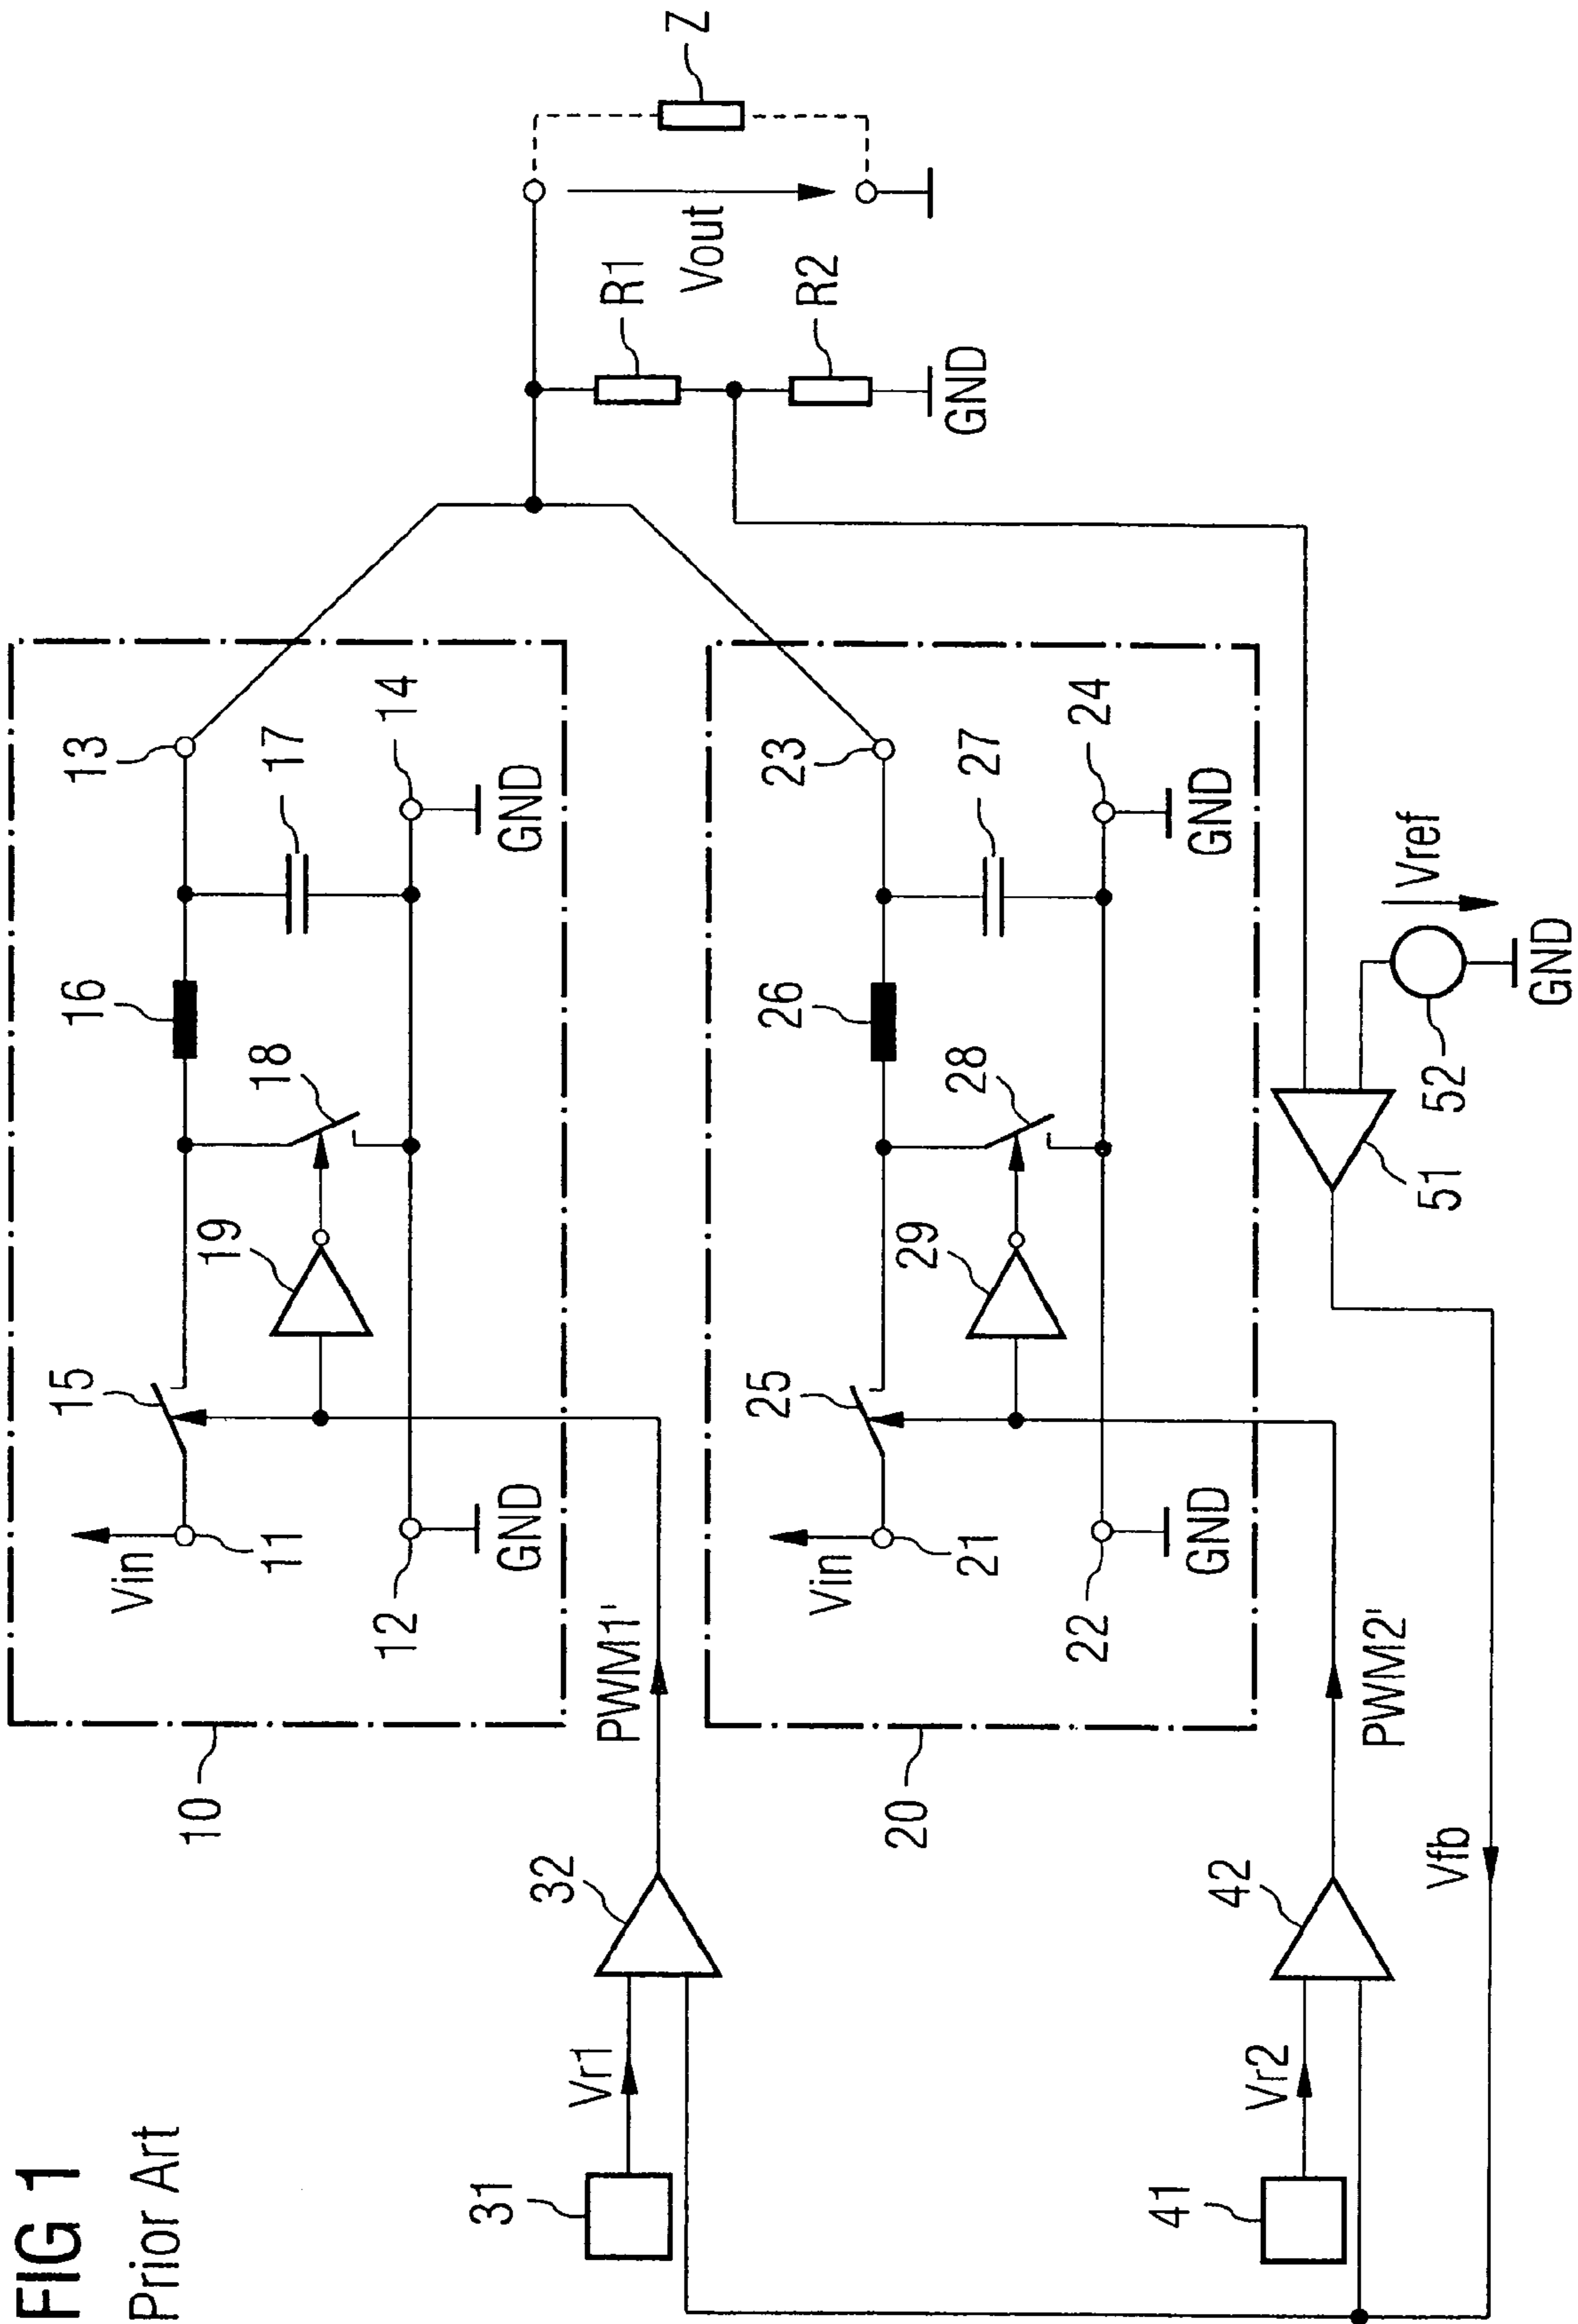 FIG 1
Prior Art
10
Vin
11
15
16
13
19
18
17
12
GND
14
GND
PWM1'
31
Vr1
32
20
Vin
21
25
26
23
29
28
27
22
GND
24
GND
PWM2'
41
Vr2
42
Vfb
51
52
Vref
GND
R1
R2
GND
Vout
Z